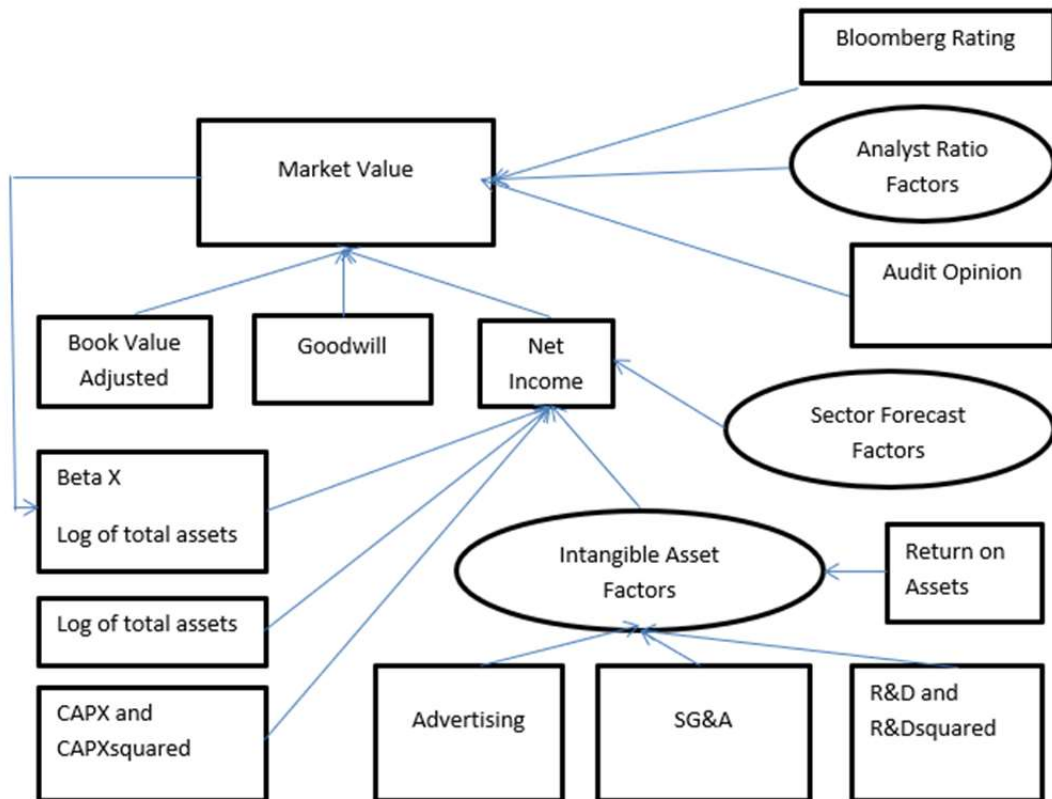 Bloomberg Rating
Market Value
Analyst Ratio
Factors
Audit Opinion
Book Value
Adjusted
Goodwill
Net
Income
Sector Forecast
Factors
Beta X
Log of total assets
Intangible Asset
Factors
Return on
Assets
Log of total assets
CAPX and
CAPXsquared
Advertising
SG&A
R&D and
R&Dsquared